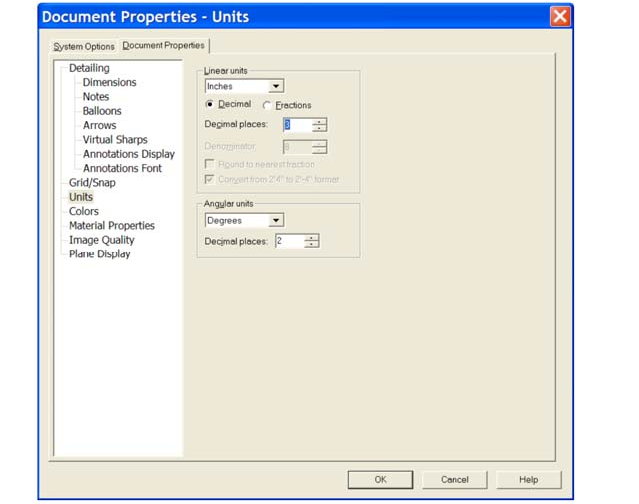 Document Properties - Units
System Options
Document Properties
Detailing
Dimensions
Notes
Balloons
Arrows
Virtual Sharps
Annotations Display
Annotations Font
Grid/Snap
Units
Colors
Material Properties
Image Quality
Plane Display
Linear units
Inches
Decimal
Fractions
Decimal places: 3
Denominator: 8
Round to nearest fraction
Convert from 2'4" to 2'-4" format
Angular units
Degrees
Decimal places: 2
OK
Cancel
Help